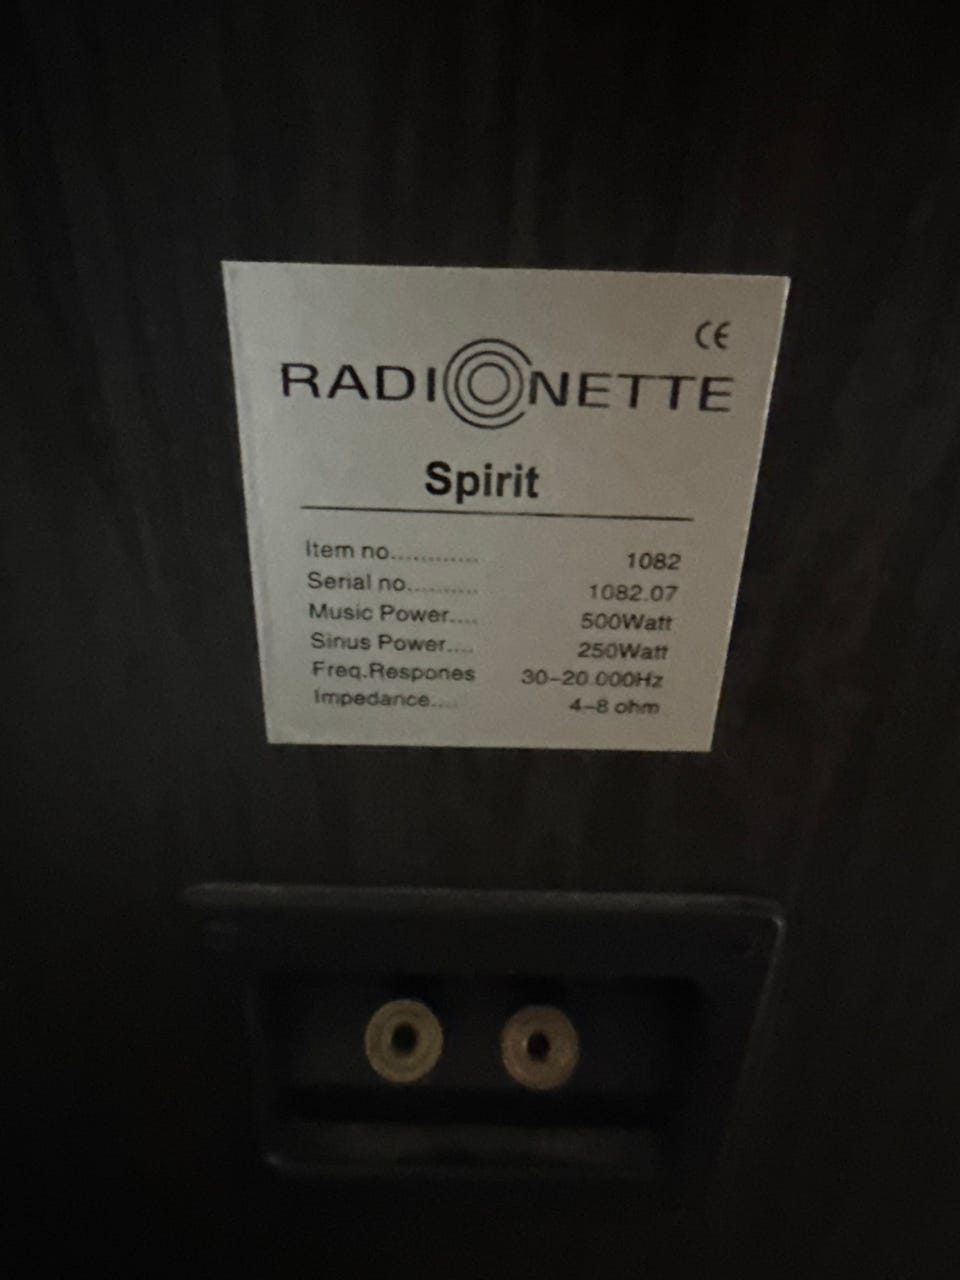 CE
RADIONETTE
Spirit
Item no............ 1082
Serial no.......... 1082.07
Music Power.... 500Watt
Sinus Power.... 250Watt
Freq.Respones 30-20.000Hz
Impedance.... 4-8 ohm